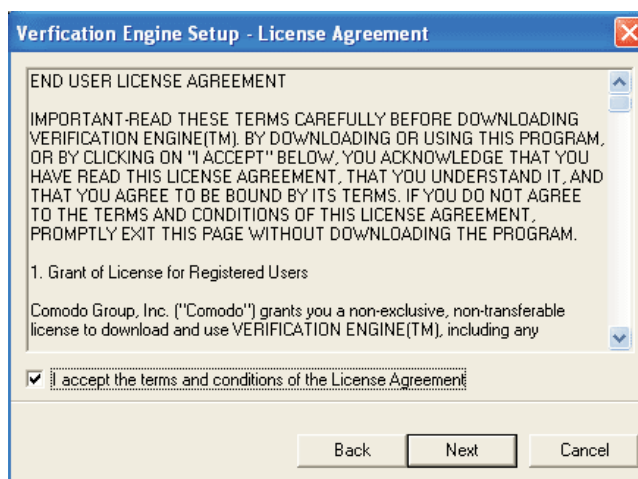 Verfication Engine Setup - License Agreement
END USER LICENSE AGREEMENT
IMPORTANT-READ THESE TERMS CAREFULLY BEFORE DOWNLOADING
VERIFICATION ENGINE(TM). BY DOWNLOADING OR USING THIS PROGRAM,
OR BY CLICKING ON "I ACCEPT" BELOW, YOU ACKNOWLEDGE THAT YOU
HAVE READ THIS LICENSE AGREEMENT, THAT YOU UNDERSTAND IT, AND
THAT YOU AGREE TO BE BOUND BY ITS TERMS. IF YOU DO NOT AGREE
TO THE TERMS AND CONDITIONS OF THIS LICENSE AGREEMENT,
PROMPTLY EXIT THIS PAGE WITHOUT DOWNLOADING THE PROGRAM.
1. Grant of License for Registered Users
Comodo Group, Inc. ("Comodo") grants you a non-exclusive, non-transferable
license to download and use VERIFICATION ENGINE(TM), including any
I accept the terms and conditions of the License Agreement
Back Next Cancel